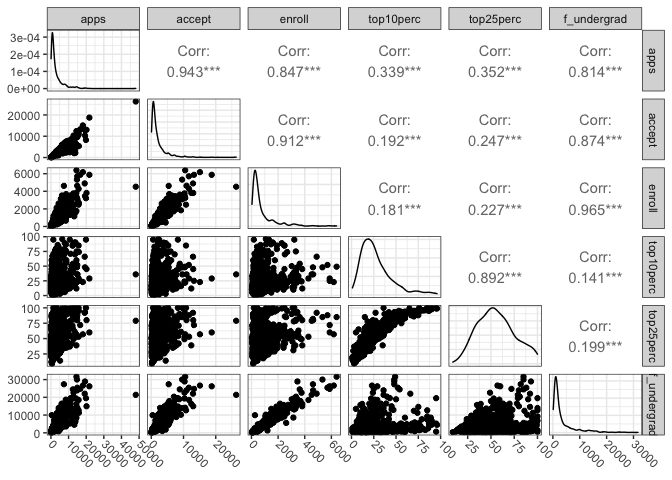 apps accept enroll top10perc top25perc f_undergrad
3e-04
2e-04
1e-04
0e+00
Corr:
0.943***
Corr:
0.847***
Corr:
0.339***
Corr:
0.352***
Corr:
0.814***
apps
20000
10000
0
Corr:
0.912***
Corr:
0.192***
Corr:
0.247***
Corr:
0.874***
accept
6000
4000
2000
0
Corr:
0.181***
Corr:
0.227***
Corr:
0.965***
enroll
100
75
50
25
0
Corr:
0.892***
Corr:
0.141***
top10perc
100
75
50
25
Corr:
0.199***
top25perc
30000
20000
10000
0
f_undergrad
0 10000 20000 30000 40000 50000
0 10000 20000
0 2000 4000 6000
0 25 50 75 100
25 50 75 100
0 10000 20000 30000